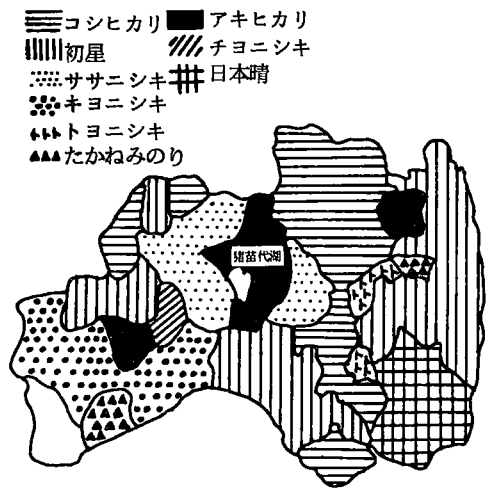 コシヒカリ
初星
ササニシキ
キヨニシキ
トヨニシキ
たかねみのり
アキヒカリ
チヨニシキ
日本晴
猪苗代湖